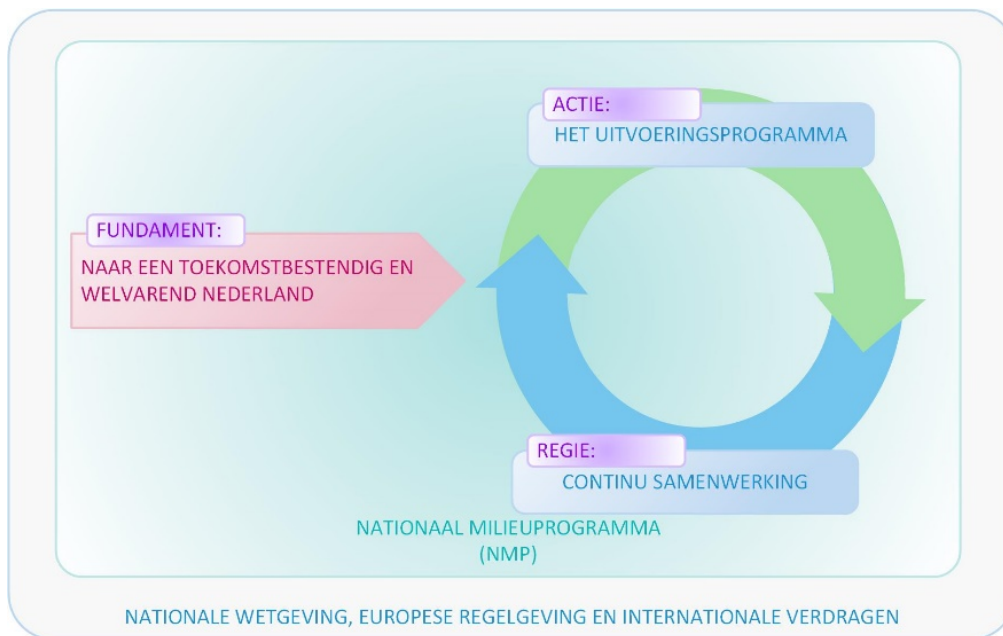 ACTIE:
HET UITVOERINGSPROGRAMMA
FUNDAMENT:
NAAR EEN TOEKOMSTBESTENDIG EN
WELVAREND NEDERLAND
REGIE:
CONTINU SAMENWERKING
NATIONAAL MILIEUPROGRAMMA
(NMP)
NATIONALE WETGEVING, EUROPESE REGELGEVING EN INTERNATIONALE VERDRAGEN